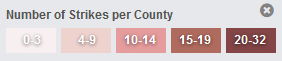 Number of Strikes per County
0-3 4-9 10-14 15-19 20-32